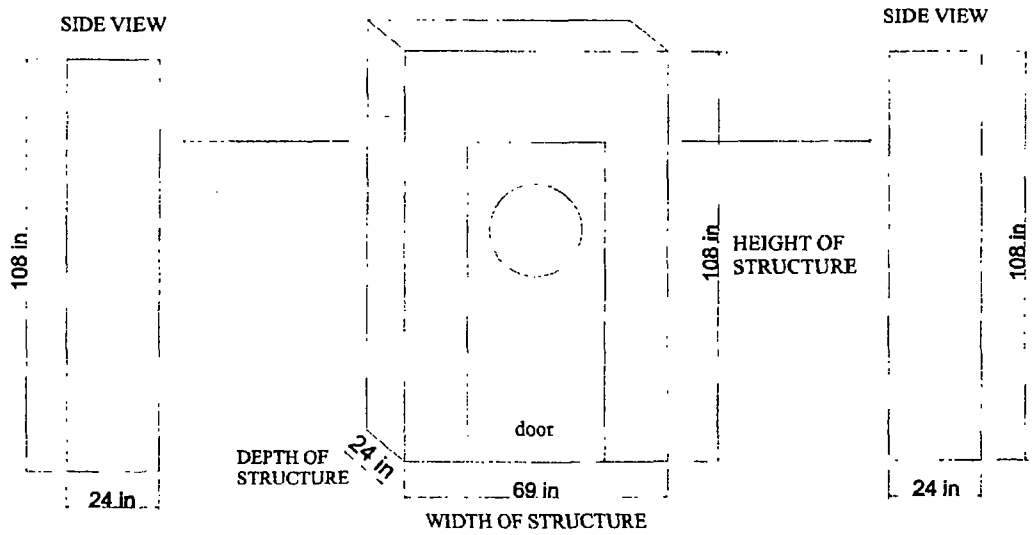 SIDE VIEW
SIDE VIEW
108 in.
108 in
HEIGHT OF
STRUCTURE
108 in
door
24 in
DEPTH OF
STRUCTURE
24 in
69 in
24 in
WIDTH OF STRUCTURE